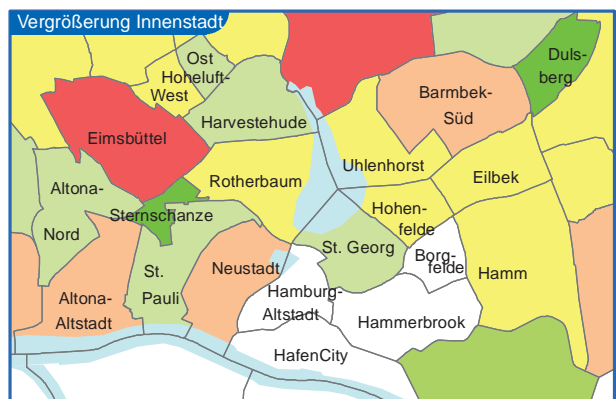 Vergrößerung Innenstadt
Ost
Hoheluft-
West
Duls-
berg
Barmbek-
Süd
Harvestehude
Eimsbüttel
Uhlenhorst
Eilbek
Rotherbaum
Altona-
Nord
Sternschanze
Hohen-
felde
St. Georg
Borg-
felde
Hamm
St.
Pauli
Neustadt
Altona-
Altstadt
Hamburg-
Altstadt
Hammerbrook
HafenCity